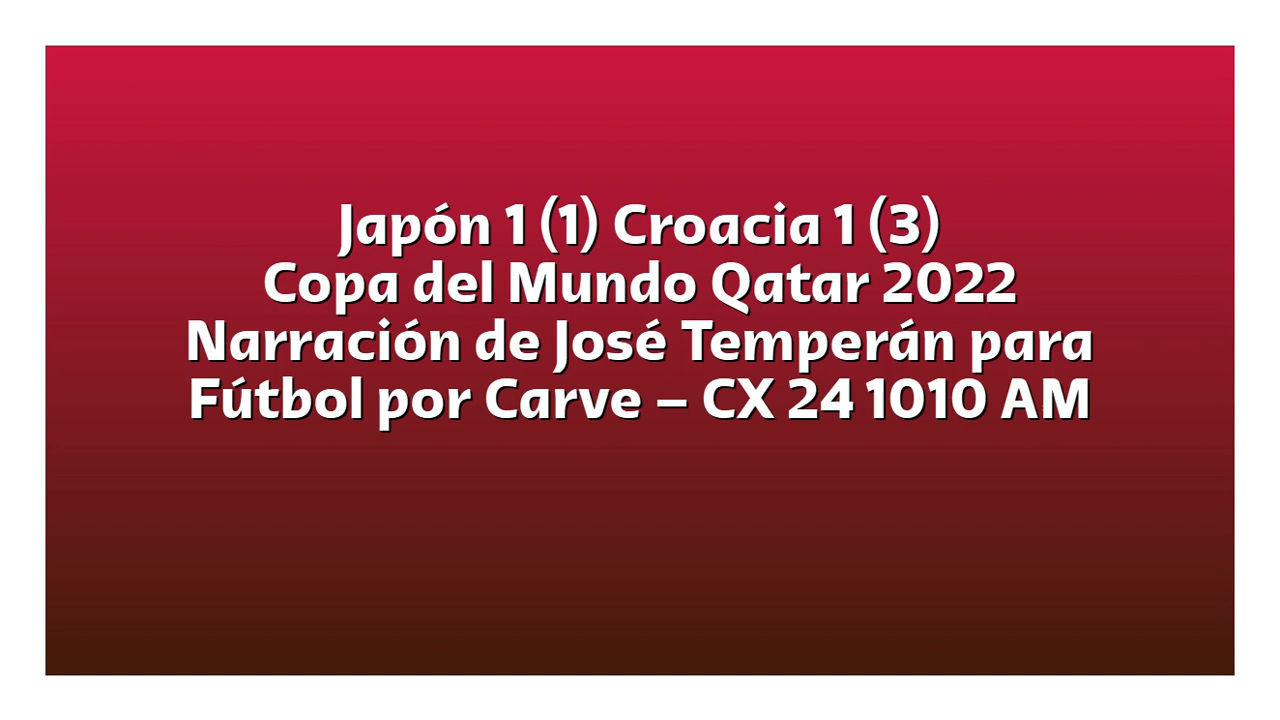 Japón 1 (1) Croacia 1 (3)
Copa del Mundo Qatar 2022
Narración de José Temperán para
Fútbol por Carve – CX 24 1010 AM